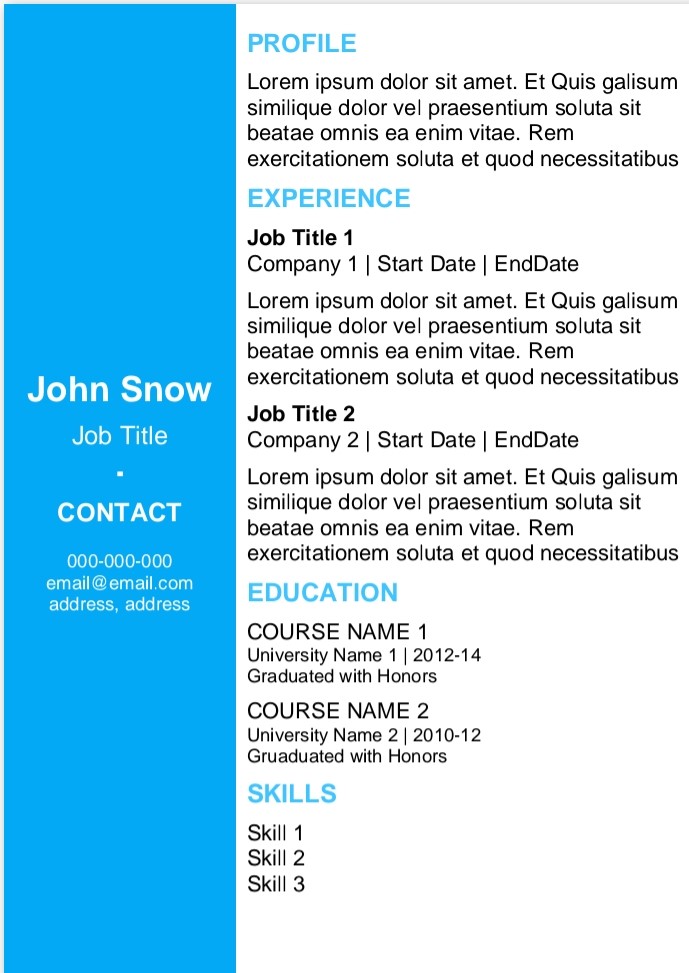 John Snow
Job Title
CONTACT
000-000-000
email@email.com
address, address
PROFILE
Lorem ipsum dolor sit amet. Et Quis galisum
similique dolor vel praesentium soluta sit
beatae omnis ea enim vitae. Rem
exercitationem soluta et quod necessitatibus
EXPERIENCE
Job Title 1
Company 1 | Start Date | EndDate
Lorem ipsum dolor sit amet. Et Quis galisum
similique dolor vel praesentium soluta sit
beatae omnis ea enim vitae. Rem
exercitationem soluta et quod necessitatibus
Job Title 2
Company 2 | Start Date | EndDate
Lorem ipsum dolor sit amet. Et Quis galisum
similique dolor vel praesentium soluta sit
beatae omnis ea enim vitae. Rem
exercitationem soluta et quod necessitatibus
EDUCATION
COURSE NAME 1
University Name 1 | 2012-14
Graduated with Honors
COURSE NAME 2
University Name 2 | 2010-12
Gruaduated with Honors
SKILLS
Skill 1
Skill 2
Skill 3